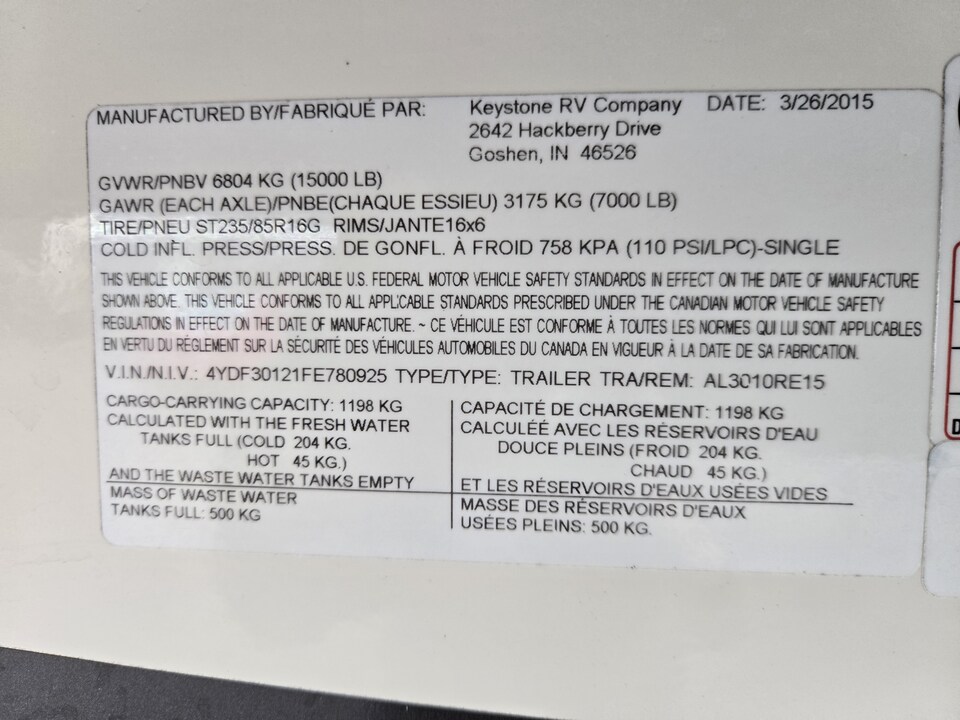 MANUFACTURED BY/FABRIQUÉ PAR: Keystone RV Company DATE: 3/26/2015
2642 Hackberry Drive
Goshen, IN 46526
GVWR/PNBV 6804 KG (15000 LB)
GAWR (EACH AXLE)/PNBE(CHAQUE ESSIEU) 3175 KG (7000 LB)
TIRE/PNEU ST235/85R16G RIMS/JANTE16x6
COLD INFL. PRESS/PRESS. DE GONFL. À FROID 758 KPA (110 PSI/LPC)-SINGLE
THIS VEHICLE CONFORMS TO ALL APPLICABLE U.S. FEDERAL MOTOR VEHICLE SAFETY STANDARDS IN EFFECT ON THE DATE OF MANUFACTURE
SHOWN ABOVE. THIS VEHICLE CONFORMS TO ALL APPLICABLE STANDARDS PRESCRIBED UNDER THE CANADIAN MOTOR VEHICLE SAFETY
REGULATIONS IN EFFECT ON THE DATE OF MANUFACTURE. ~ CE VÉHICULE EST CONFORME À TOUTES LES NORMES QUI LUI SONT APPLICABLES
EN VERTU DU RÉGLEMENT SUR LA SÉCURITÉ DES VÉHICULES AUTOMOBILES DU CANADA EN VIGUEUR À LA DATE DE SA FABRICATION.
V.I.N./N.I.V.: 4YDF30121FE780925 TYPE/TYPE: TRAILER TRA/REM: AL3010RE15
CARGO-CARRYING CAPACITY: 1198 KG
CALCULATED WITH THE FRESH WATER
TANKS FULL (COLD 204 KG.
HOT 45 KG.)
AND THE WASTE WATER TANKS EMPTY
MASS OF WASTE WATER
TANKS FULL: 500 KG
CAPACITÉ DE CHARGEMENT: 1198 KG
CALCULÉE AVEC LES RÉSERVOIRS D'EAU
DOUCE PLEINS (FROID 204 KG.
CHAUD 45 KG.)
ET LES RÉSERVOIRS D'EAUX USÉES VIDES
MASSE DES RÉSERVOIRS D'EAUX
USÉES PLEINS: 500 KG.